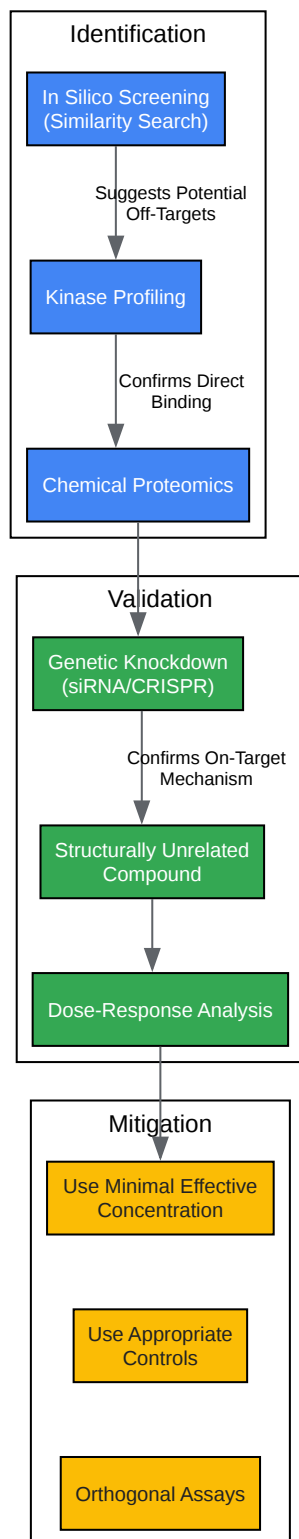 Identification
In Silico Screening
(Similarity Search)
Suggests Potential
Off-Targets
Kinase Profiling
Confirms Direct
Binding
Chemical Proteomics
Validation
Genetic Knockdown
(siRNA/CRISPR)
Confirms On-Target
Mechanism
Structurally Unrelated
Compound
Dose-Response Analysis
Mitigation
Use Minimal Effective
Concentration
Use Appropriate
Controls
Orthogonal Assays